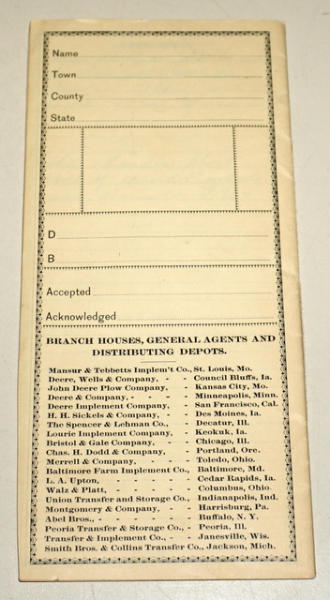 Name
Town
County
State
D
B
Accepted
Acknowledged
BRANCH HOUSES, GENERAL AGENTS AND
DISTRIBUTING DEPOTS.
Mansur & Tebbetts Implem't Co., St. Louis, Mo.
Deere, Wells & Company, - - Council Bluffs, Ia.
John Deere Plow Company, - - Kansas City, Mo.
Deere & Company, - - - - Minneapolis, Minn.
Deere Implement Company, - - San Francisco, Cal.
H. H. Sickels & Company, - - Des Moines, Ia.
The Spencer & Lehman Co., - - Decatur, Ill.
Lourie Implement Company, - - Keokuk, Ia.
Bristol & Gale Company, - - Chicago, Ill.
Chas. H. Dodd & Company, - - Portland, Ore.
Merrell & Company, - - - Toledo, Ohio.
Baltimore Farm Implement Co., Baltimore, Md.
L. A. Upton, - - - - - Cedar Rapids, Ia.
Walz & Platt, - - - - - Columbus, Ohio
Union Transfer and Storage Co., Indianapolis, Ind.
Montgomery & Company, - - Harrisburg, Pa.
Abel Bros., - - - - - - Buffalo, N. Y.
Peoria Transfer & Storage Co., - Peoria, Ill.
Transfer & Implement Co., - Janesville, Wis.
Smith Bros. & Collins Transfer Co., Jackson, Mich.